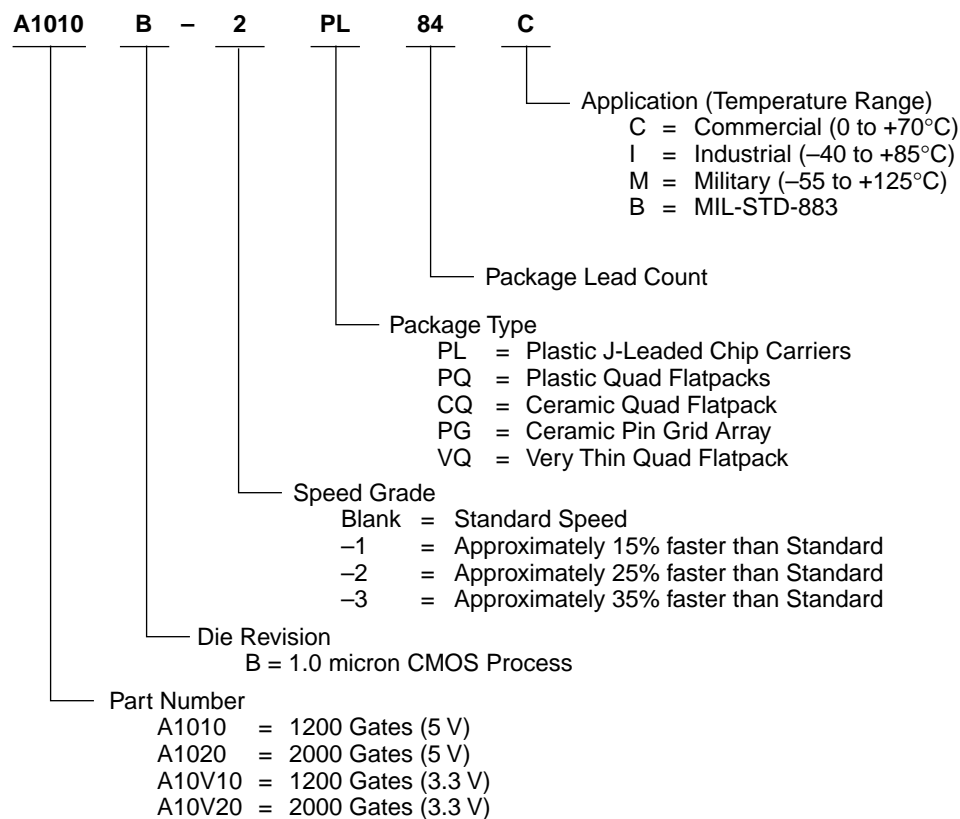 A1010 B – 2 PL 84 C
Application (Temperature Range)
C = Commercial (0 to +70°C)
I = Industrial (–40 to +85°C)
M = Military (–55 to +125°C)
B = MIL-STD-883
Package Lead Count
Package Type
PL = Plastic J-Leaded Chip Carriers
PQ = Plastic Quad Flatpacks
CQ = Ceramic Quad Flatpack
PG = Ceramic Pin Grid Array
VQ = Very Thin Quad Flatpack
Speed Grade
Blank = Standard Speed
–1 = Approximately 15% faster than Standard
–2 = Approximately 25% faster than Standard
–3 = Approximately 35% faster than Standard
Die Revision
B = 1.0 micron CMOS Process
Part Number
A1010 = 1200 Gates (5 V)
A1020 = 2000 Gates (5 V)
A10V10 = 1200 Gates (3.3 V)
A10V20 = 2000 Gates (3.3 V)